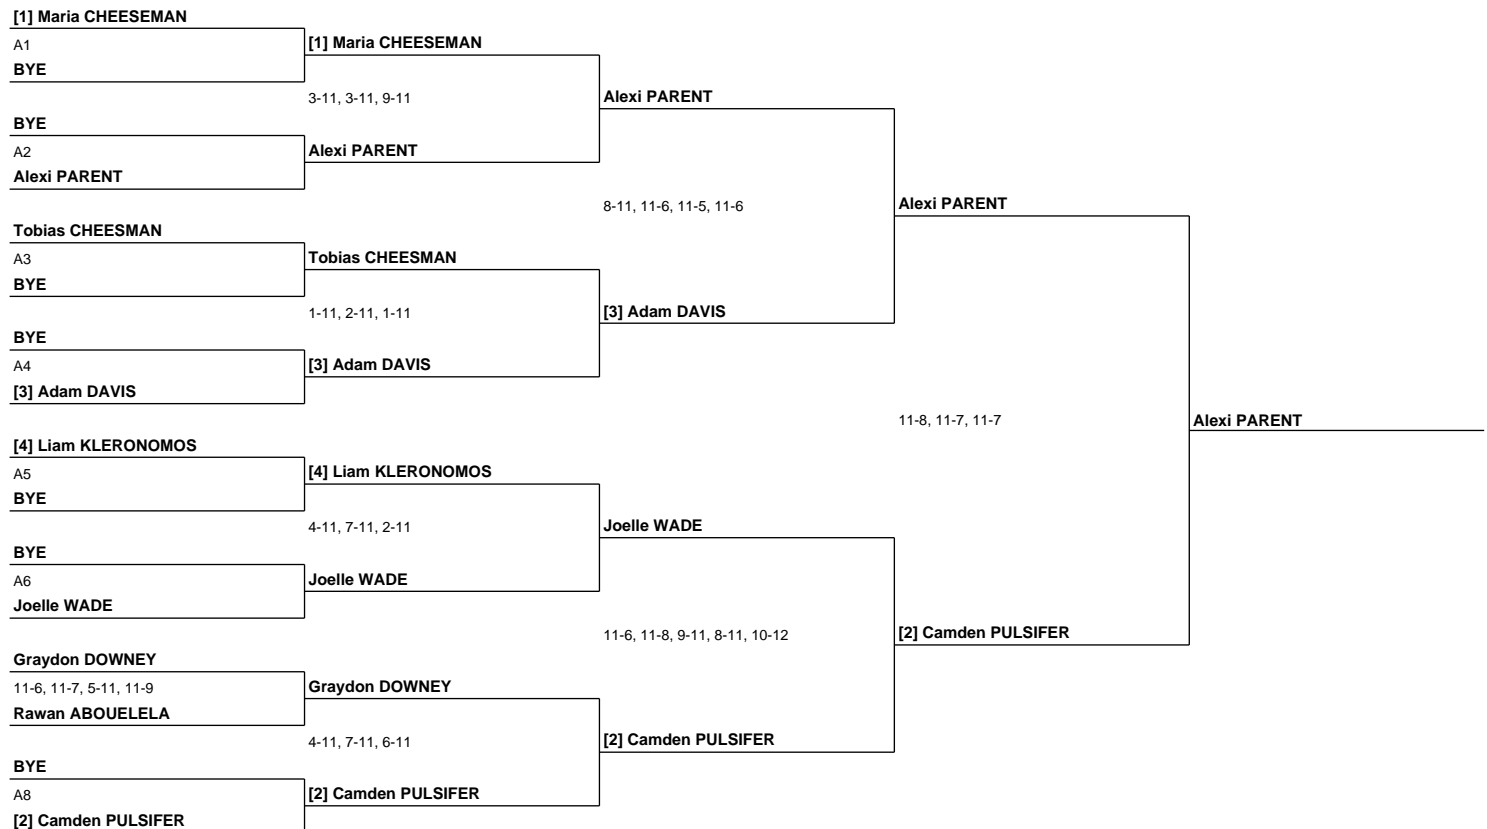 [1] Maria CHEESEMAN
A1
BYE
BYE
A2
Alexi PARENT
Tobias CHEESMAN
A3
BYE
BYE
A4
[3] Adam DAVIS
[4] Liam KLERONOMOS
A5
BYE
BYE
A6
Joelle WADE
Graydon DOWNEY
11-6, 11-7, 5-11, 11-9
Rawan ABOUELELA
BYE
A8
[2] Camden PULSIFER
[1] Maria CHEESEMAN
3-11, 3-11, 9-11
Alexi PARENT
Tobias CHEESMAN
1-11, 2-11, 1-11
[3] Adam DAVIS
[4] Liam KLERONOMOS
4-11, 7-11, 2-11
Joelle WADE
Graydon DOWNEY
4-11, 7-11, 6-11
[2] Camden PULSIFER
Alexi PARENT
8-11, 11-6, 11-5, 11-6
[3] Adam DAVIS
Joelle WADE
11-6, 11-8, 9-11, 8-11, 10-12
[2] Camden PULSIFER
Alexi PARENT
11-8, 11-7, 11-7
[2] Camden PULSIFER
Alexi PARENT